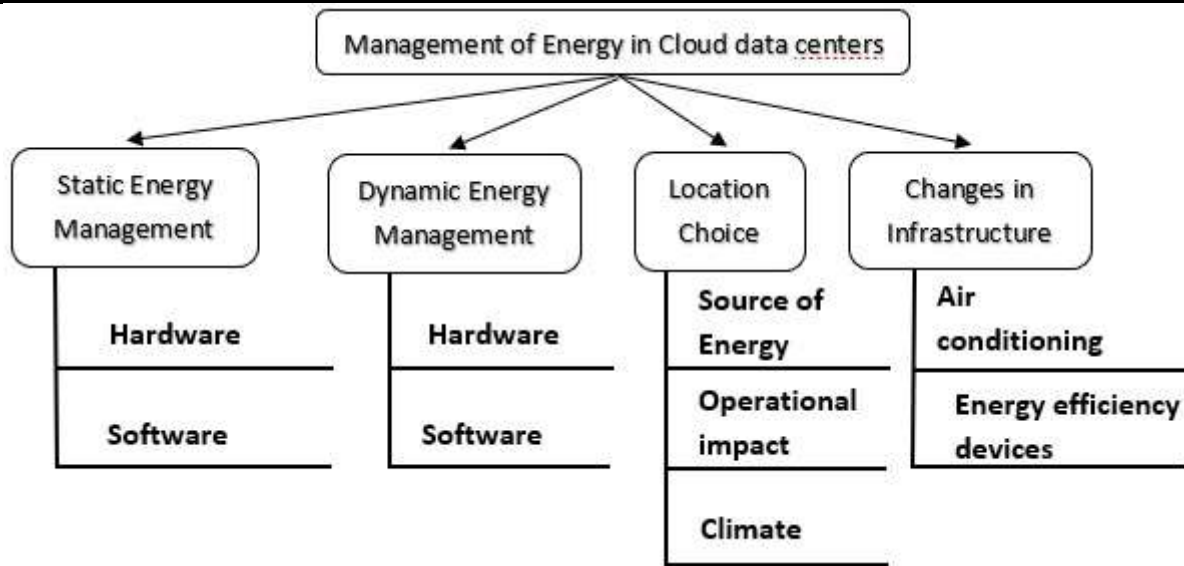 Management of Energy in Cloud data centers
Static Energy
Management
Hardware
Software
Dynamic Energy
Management
Hardware
Software
Location
Choice
Source of
Energy
Operational
impact
Climate
Changes in
Infrastructure
Air
conditioning
Energy efficiency
devices